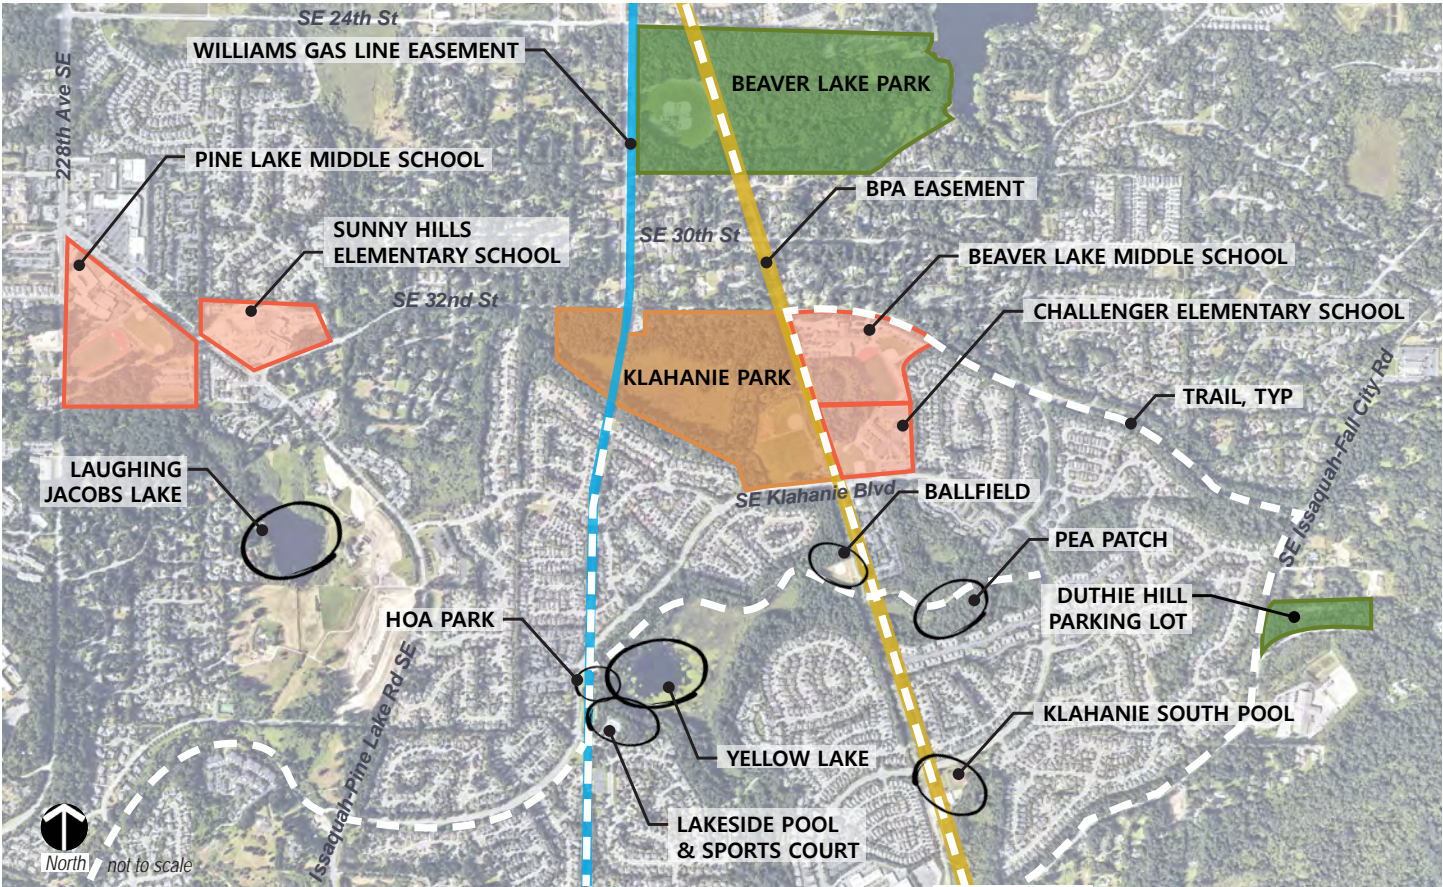 SE 24th St
WILLIAMS GAS LINE EASEMENT
228th Ave SE
BEAVER LAKE PARK
PINE LAKE MIDDLE SCHOOL
BPA EASEMENT
SUNNY HILLS
ELEMENTARY SCHOOL
SE 30th St
BEAVER LAKE MIDDLE SCHOOL
SE 32nd St
CHALLENGER ELEMENTARY SCHOOL
KLAHANIE PARK
TRAIL, TYP
SE Issaquah-Fall City Rd
LAUGHING
JACOBS LAKE
SE Klahanie Blvd
BALLFIELD
PEA PATCH
DUTHIE HILL
PARKING LOT
HOA PARK
Issaquah-Pine Lake Rd SE
KLAHANIE SOUTH POOL
YELLOW LAKE
LAKESIDE POOL
& SPORTS COURT
North
not to scale